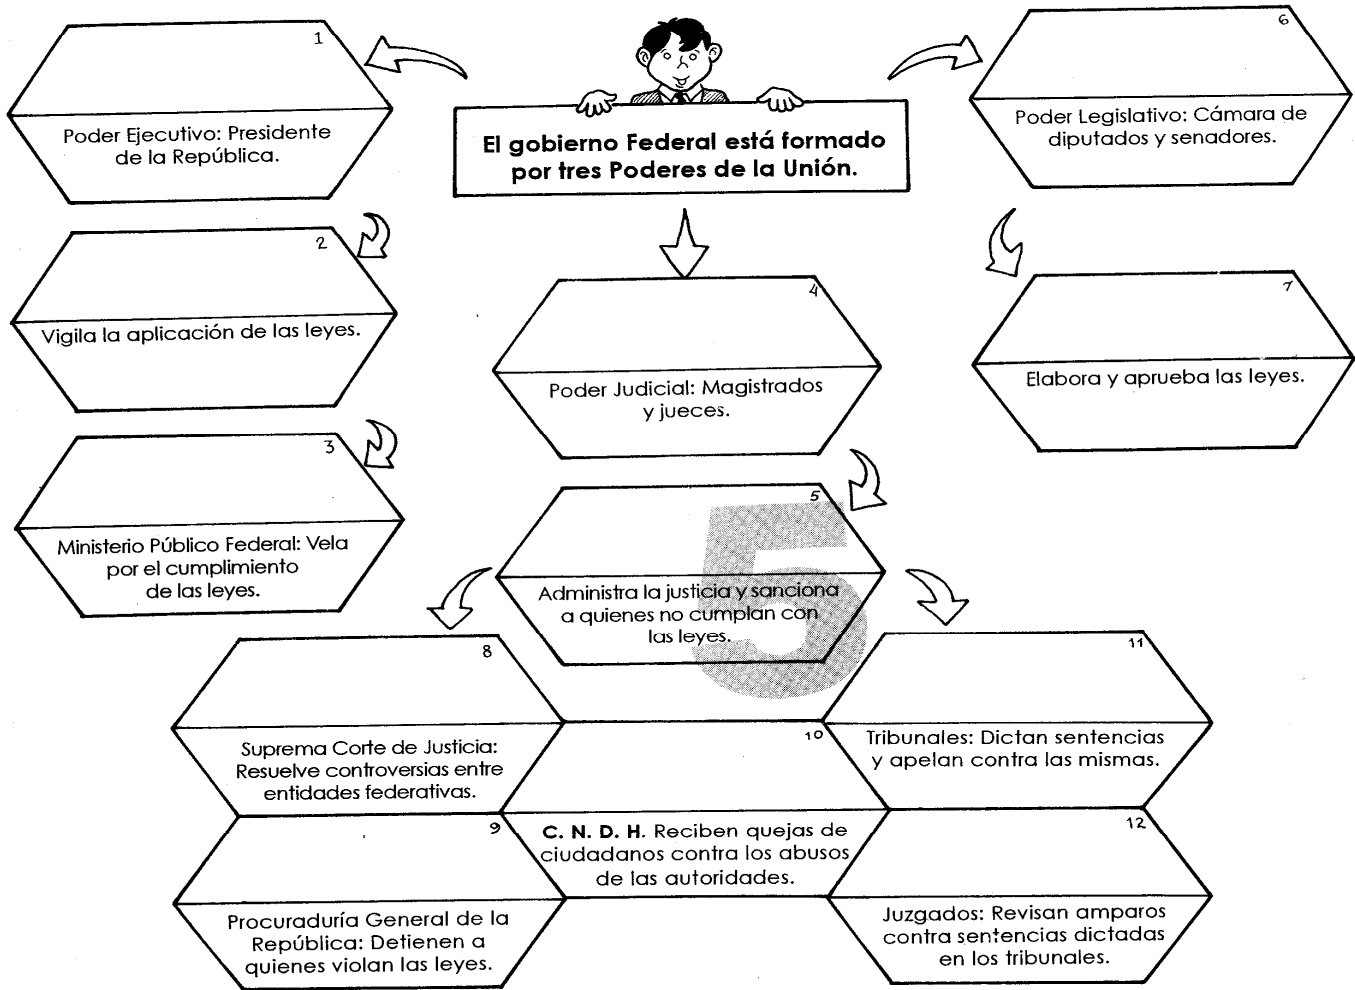 El gobierno Federal está formado
por tres Poderes de la Unión.
1
Poder Ejecutivo: Presidente
de la República.
2
Vigila la aplicación de las leyes.
3
Ministerio Público Federal: Vela
por el cumplimiento
de las leyes.
4
Poder Judicial: Magistrados
y jueces.
5
Administra la justicia y sanciona
a quienes no cumplan con
las leyes.
5
6
Poder Legislativo: Cámara de
diputados y senadores.
7
Elabora y aprueba las leyes.
8
Suprema Corte de Justicia:
Resuelve controversias entre
entidades federativas.
9
Procuraduría General de la
República: Detienen a
quienes violan las leyes.
10
C. N. D. H. Reciben quejas de
ciudadanos contra los abusos
de las autoridades.
11
Tribunales: Dictan sentencias
y apelan contra las mismas.
12
Juzgados: Revisan amparos
contra sentencias dictadas
en los tribunales.